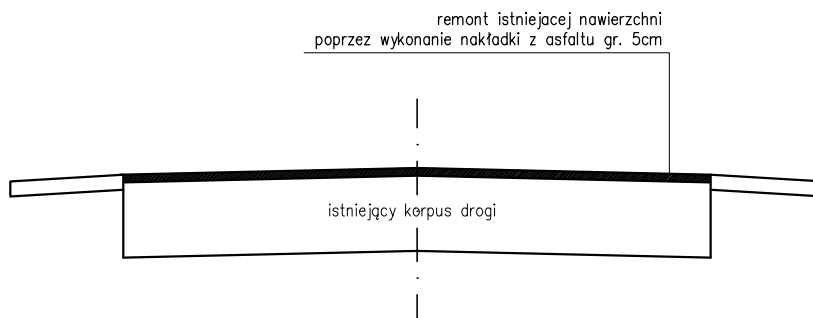 remont istniejacej nawierzchni
poprzez wykonanie nakładki z asfaltu gr. 5cm
istniejący korpus drogi